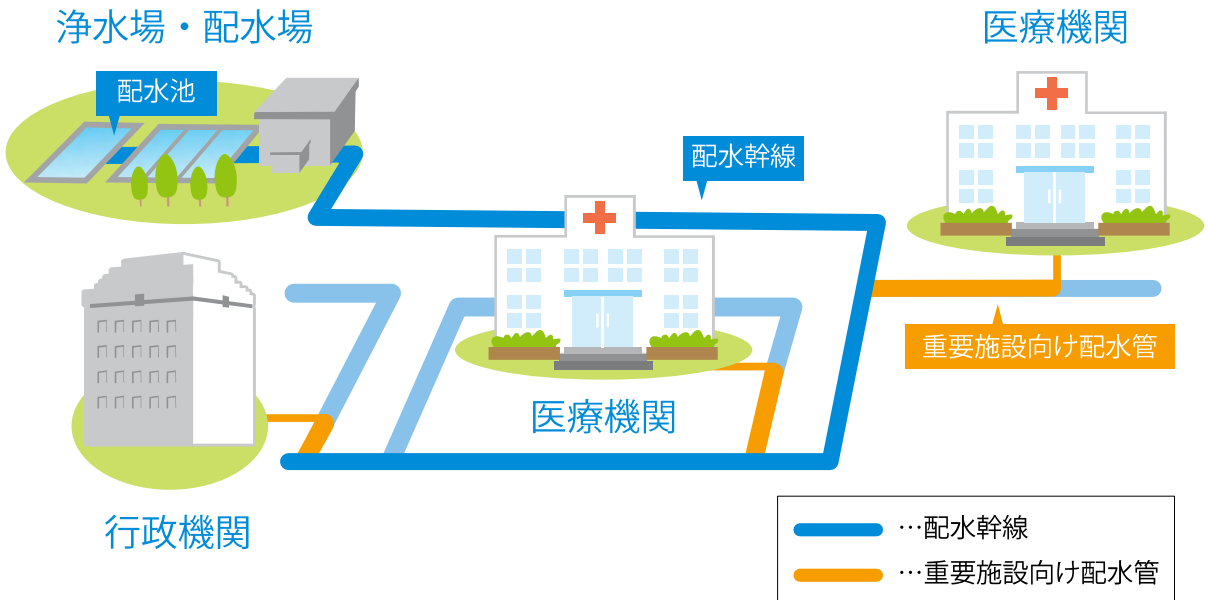 浄水場・配水場
医療機関
配水池
配水幹線
重要施設向け配水管
医療機関
行政機関
…配水幹線
…重要施設向け配水管